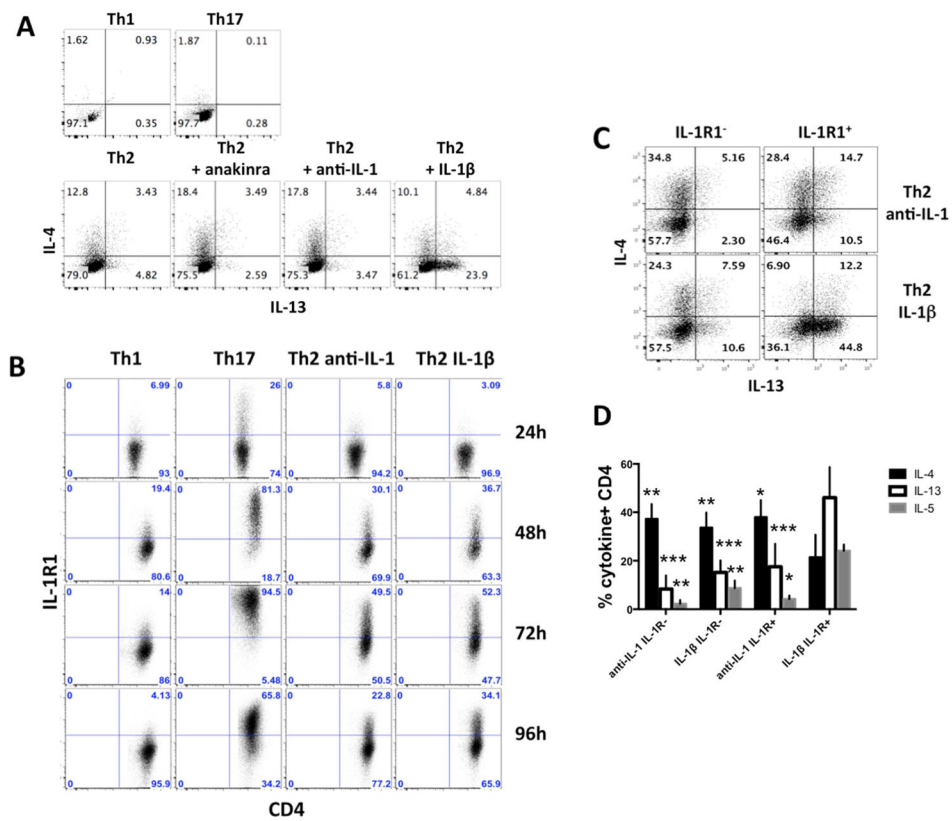 A
Th1 Th17
1.62 0.93 1.87 0.11
97.1 0.35 97.7 0.28
Th2 Th2 + anakinra Th2 + anti-IL-1 Th2 + IL-1β
12.8 3.43 18.4 3.49 17.8 3.44 10.1 4.84
79.0 4.82 75.5 2.59 75.3 3.47 61.2 23.9
IL-4
IL-13
B
Th1 Th17 Th2 anti-IL-1 Th2 IL-1β
0 6.99 0 26 0 5.8 0 3.09
0 93 0 74 0 94.2 0 96.9
24h
0 19.4 0 81.3 0 30.1 0 36.7
0 80.6 0 18.7 0 69.9 0 63.3
48h
0 14 0 94.5 0 49.5 0 52.3
0 86 0 5.48 0 50.5 0 47.7
72h
0 4.13 0 65.8 0 22.8 0 34.1
0 95.9 0 34.2 0 77.2 0 65.9
96h
IL-1R1
CD4
C
IL-1R1- IL-1R1+
34.8 5.16 28.4 14.7
57.7 2.30 46.4 10.5
Th2 anti-IL-1
24.3 7.59 6.90 12.2
57.5 10.6 36.1 44.8
Th2 IL-1β
IL-4
IL-13
D
60
40
20
0
% cytokine+ CD4
** *** **
** *** **
* *** *
IL-4
IL-13
IL-5
anti-IL-1 IL-1R-
IL-1β IL-1R-
anti-IL-1 IL-1R+
IL-1β IL-1R+